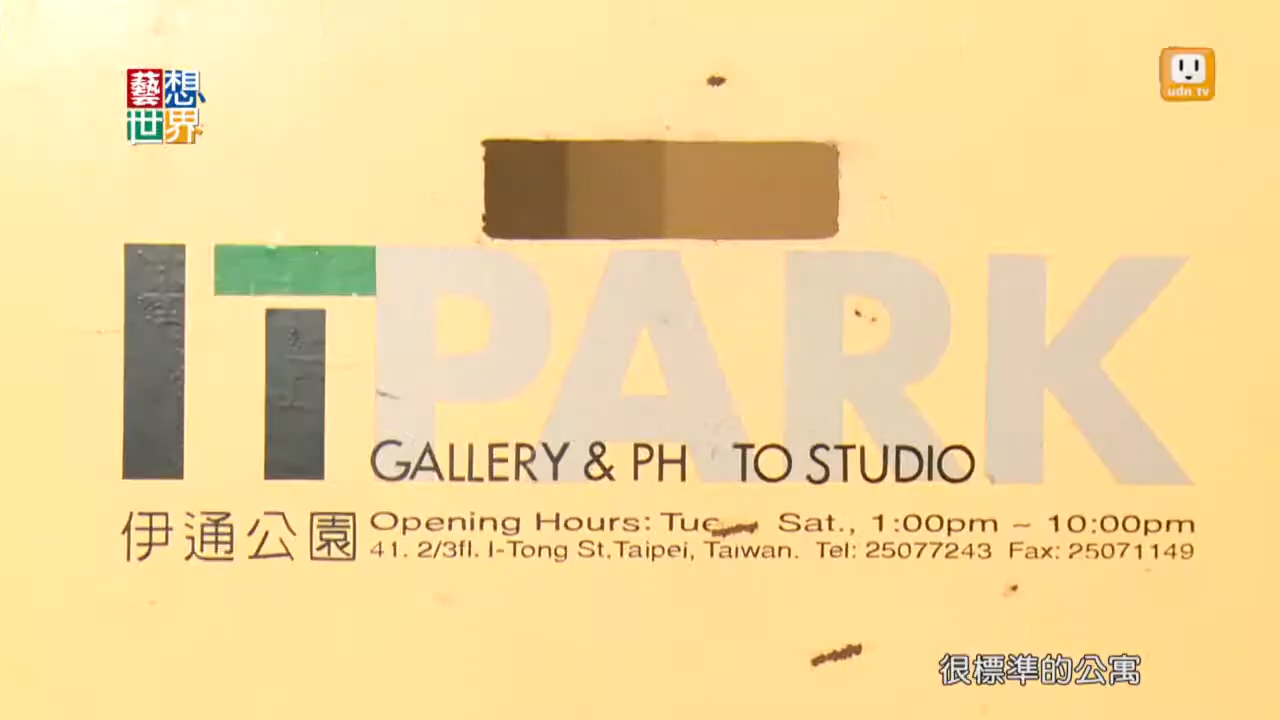 藝想
世界
udn tv
ITPARK
GALLERY & PH TO STUDIO
伊通公園
Opening Hours: Tue Sat., 1:00pm ~ 10:00pm
41. 2/3fl. I-Tong St,Taipei, Taiwan. Tel: 25077243 Fax: 25071149
很標準的公寓